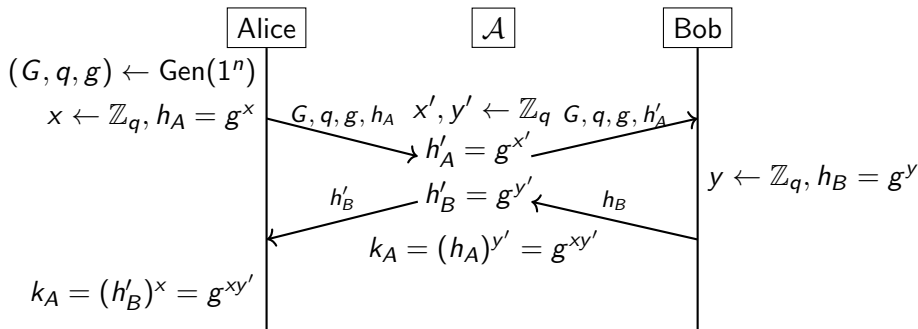 Alice 𝒜 Bob
(G, q, g) ← Gen(1ⁿ)
x ← ℤ_q, h_A = g^x
G, q, g, h_A
x′, y′ ← ℤ_q
G, q, g, h′_A
h′_A = g^{x′}
y ← ℤ_q, h_B = g^y
h′_B
h′_B = g^{y′}
h_B
k_A = (h_A)^{y′} = g^{xy′}
k_A = (h′_B)^x = g^{xy′}